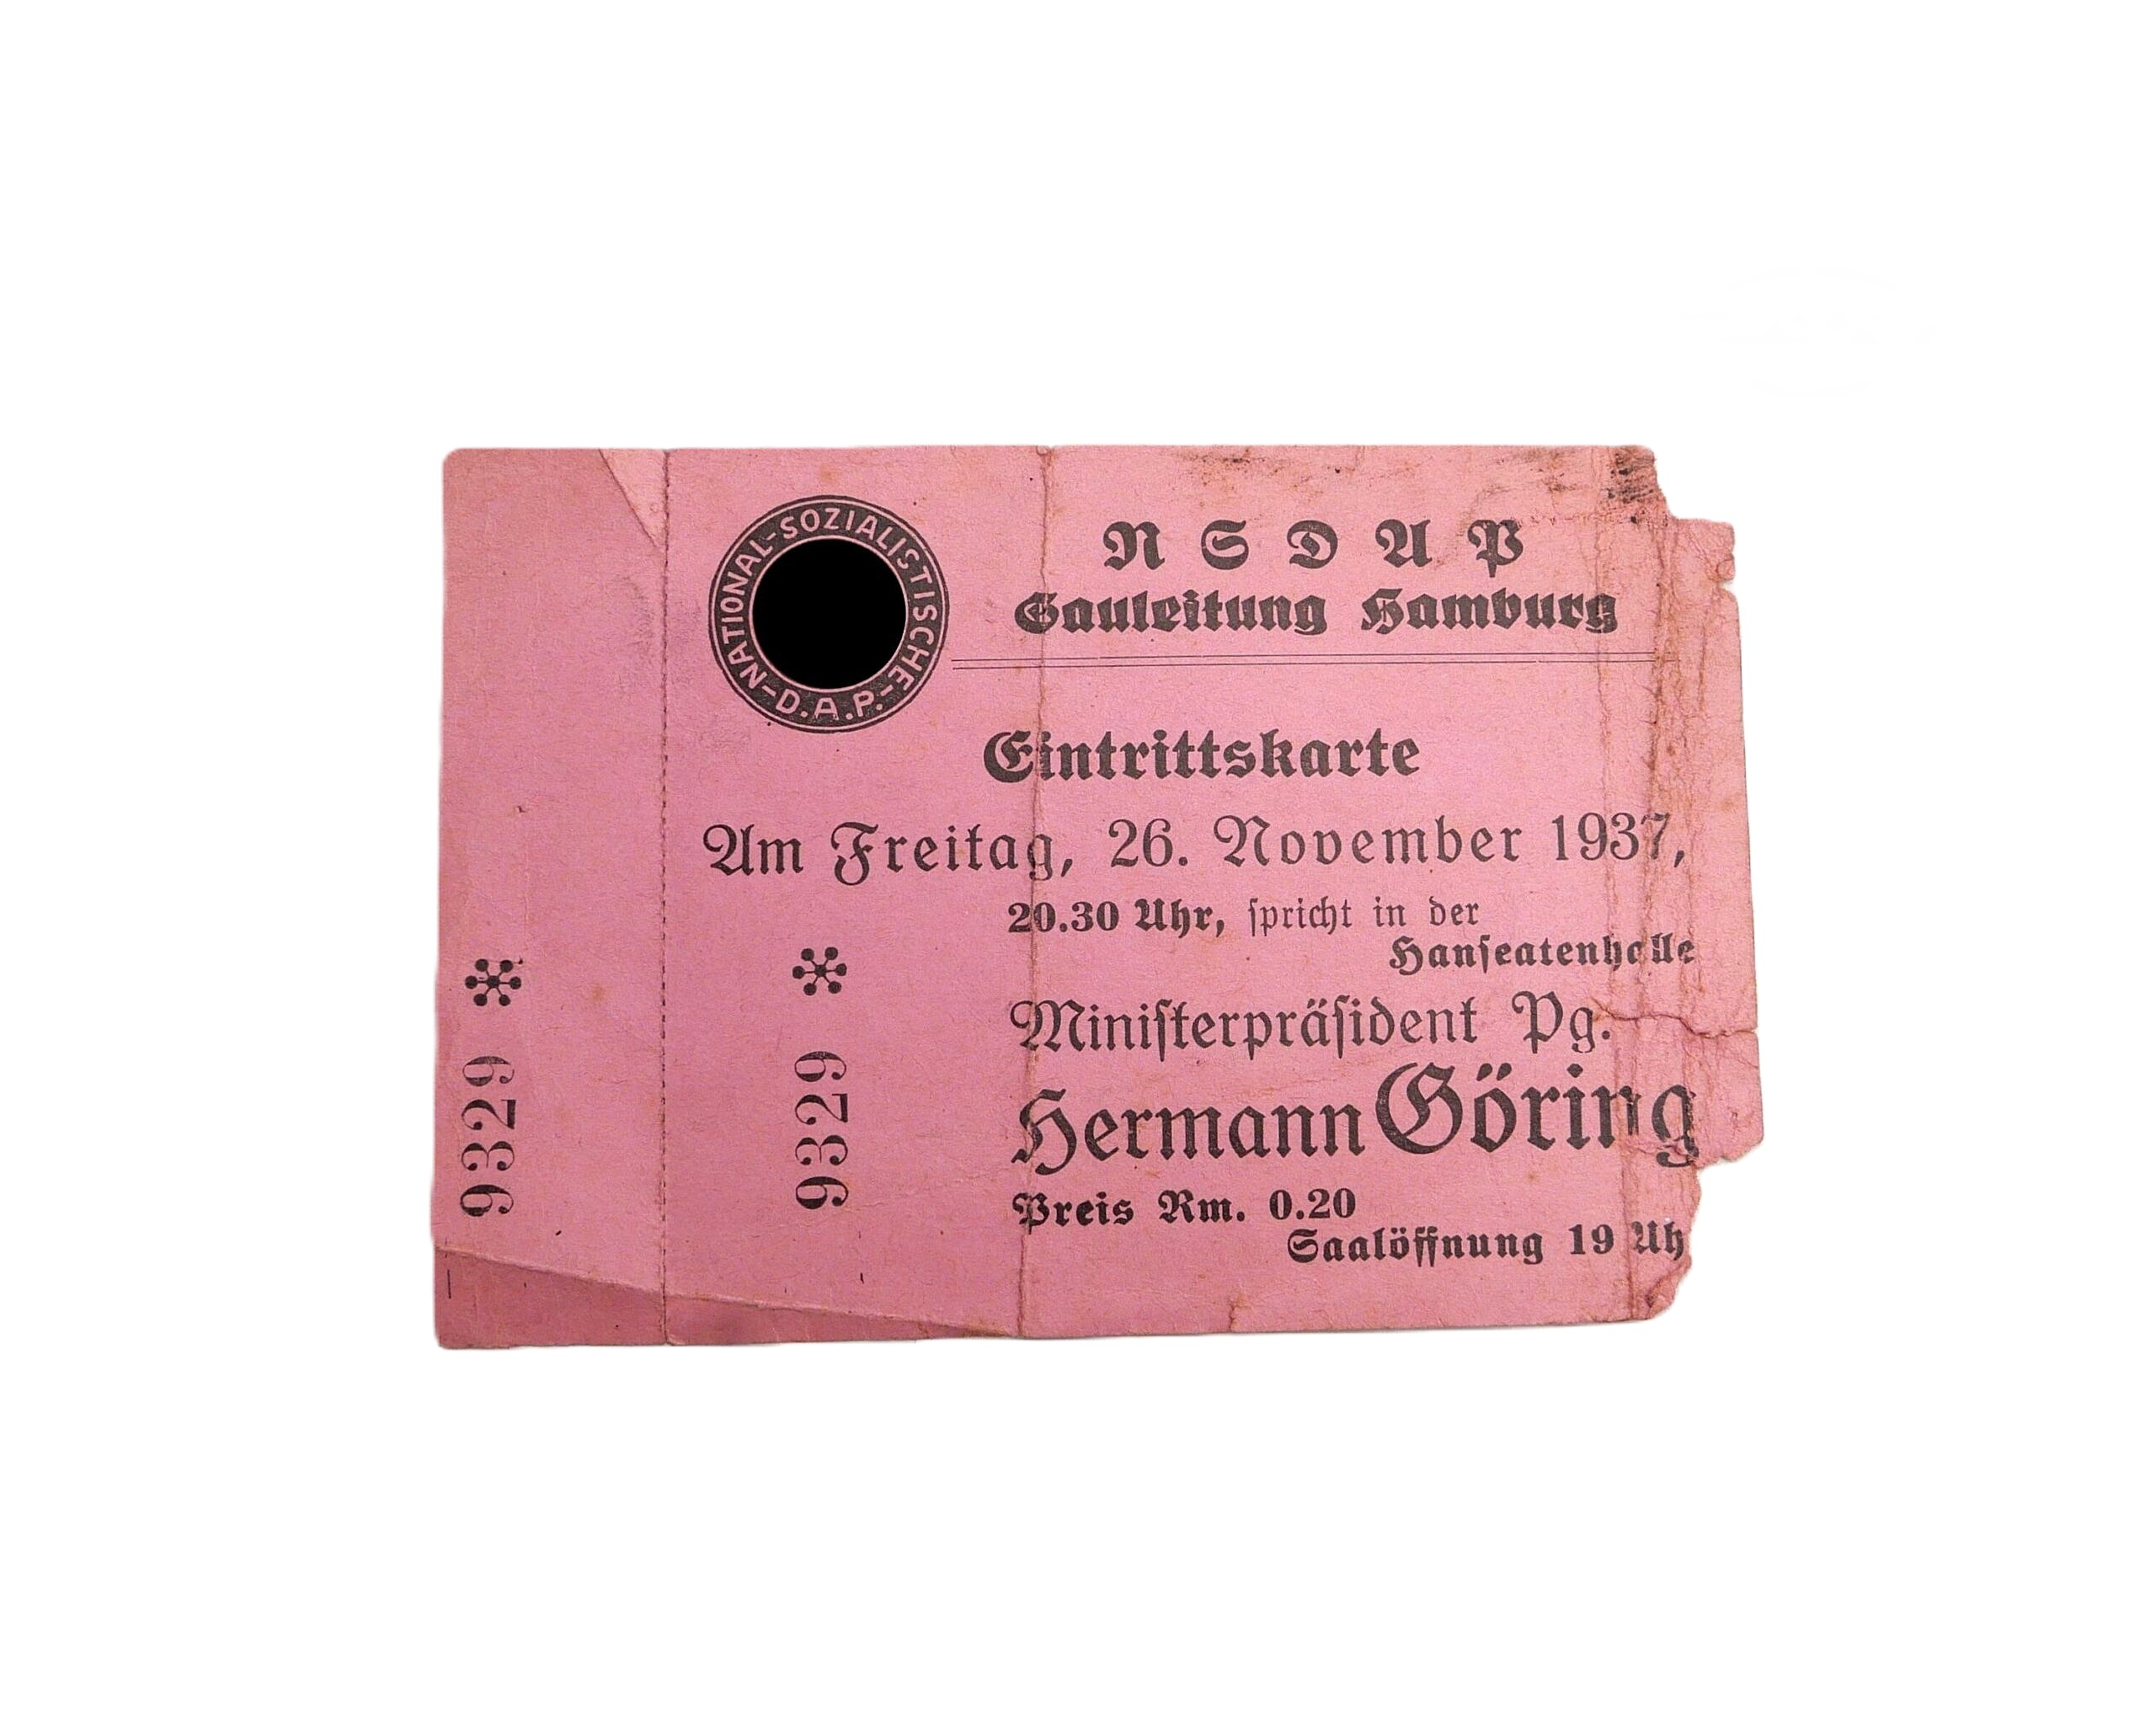 NATIONAL-SOZIALISTISCHE-D.A.P.-
N S D A P
Gauleitung Hamburg
Eintrittskarte
Am Freitag, 26. November 1937,
20.30 Uhr, ſpricht in der
Hanſeatenhalle
Miniſterpräſident Pg.
Hermann Göring
Preis Rm. 0.20
Saalöffnung 19 Uh
9329 *
9329 *